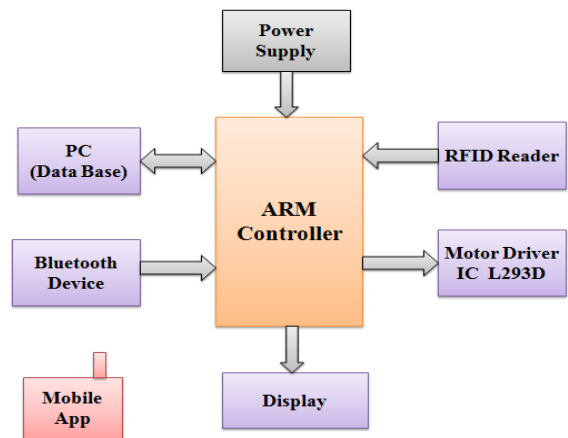 Power
Supply
PC
(Data Base)
RFID Reader
ARM
Controller
Bluetooth
Device
Motor Driver
IC L293D
Mobile
App
Display